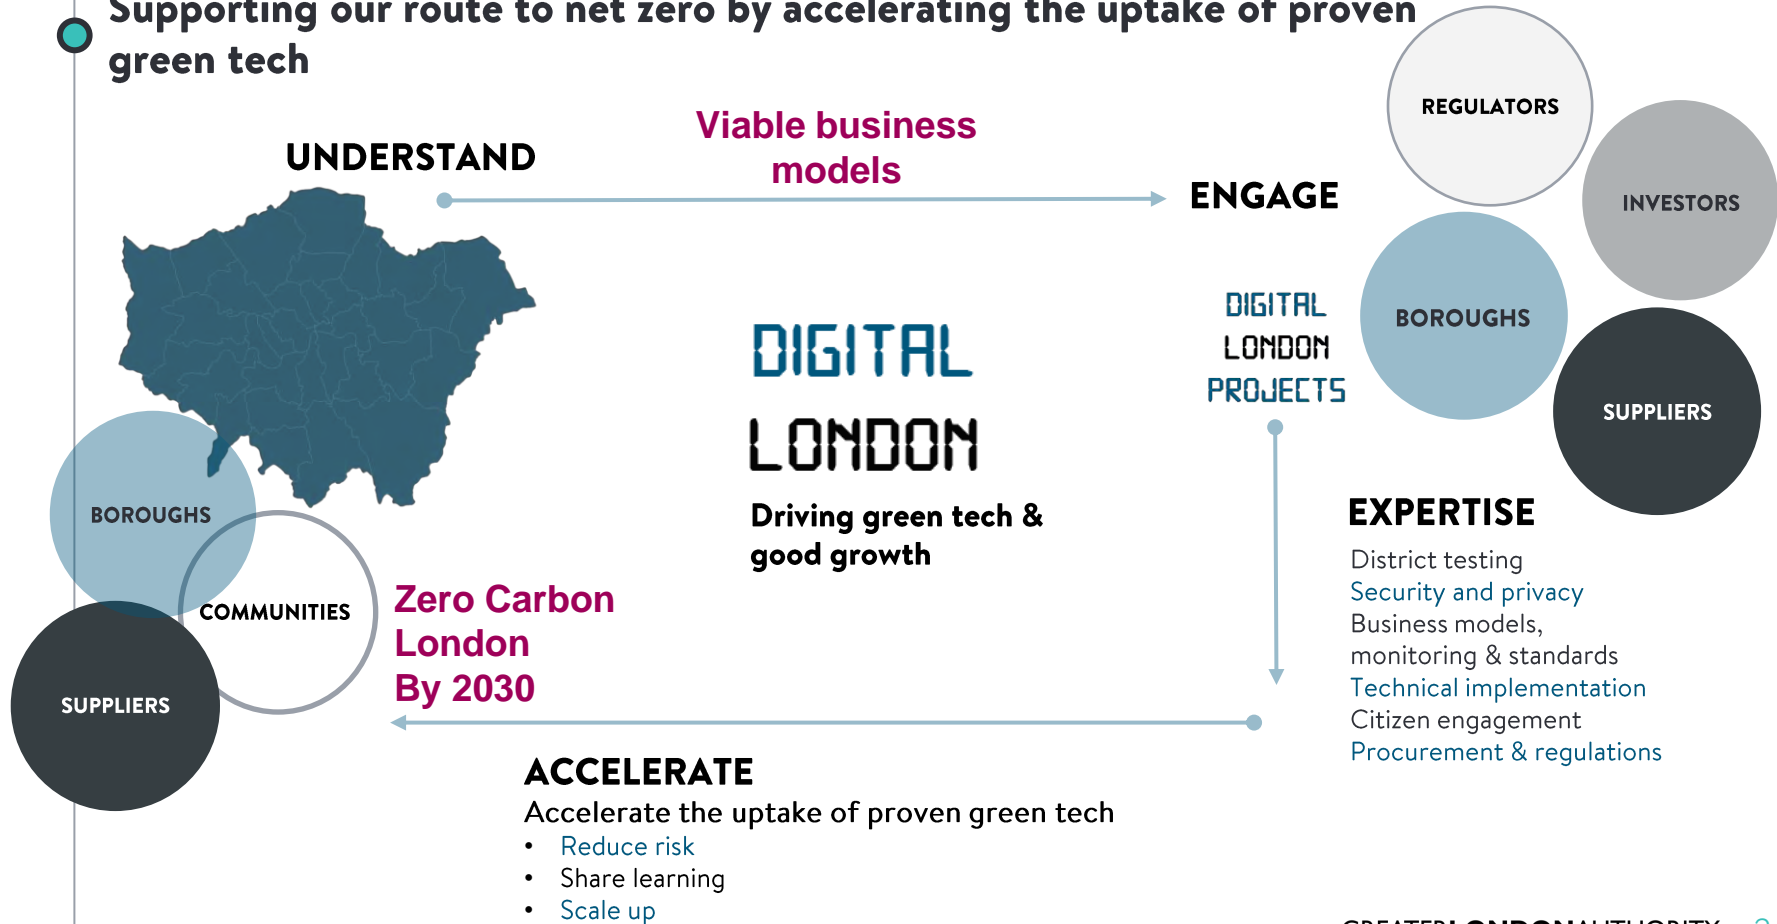 Supporting our route to net zero by accelerating the uptake of proven
green tech
UNDERSTAND
Viable business
models
ENGAGE
REGULATORS
INVESTORS
BOROUGHS
SUPPLIERS
DIGITAL
LONDON
PROJECTS
DIGITAL
LONDON
Driving green tech &
good growth
BOROUGHS
COMMUNITIES
SUPPLIERS
Zero Carbon
London
By 2030
EXPERTISE
District testing
Security and privacy
Business models,
monitoring & standards
Technical implementation
Citizen engagement
Procurement & regulations
ACCELERATE
Accelerate the uptake of proven green tech
• Reduce risk
• Share learning
• Scale up
GREATERLONDONAUTHORITY